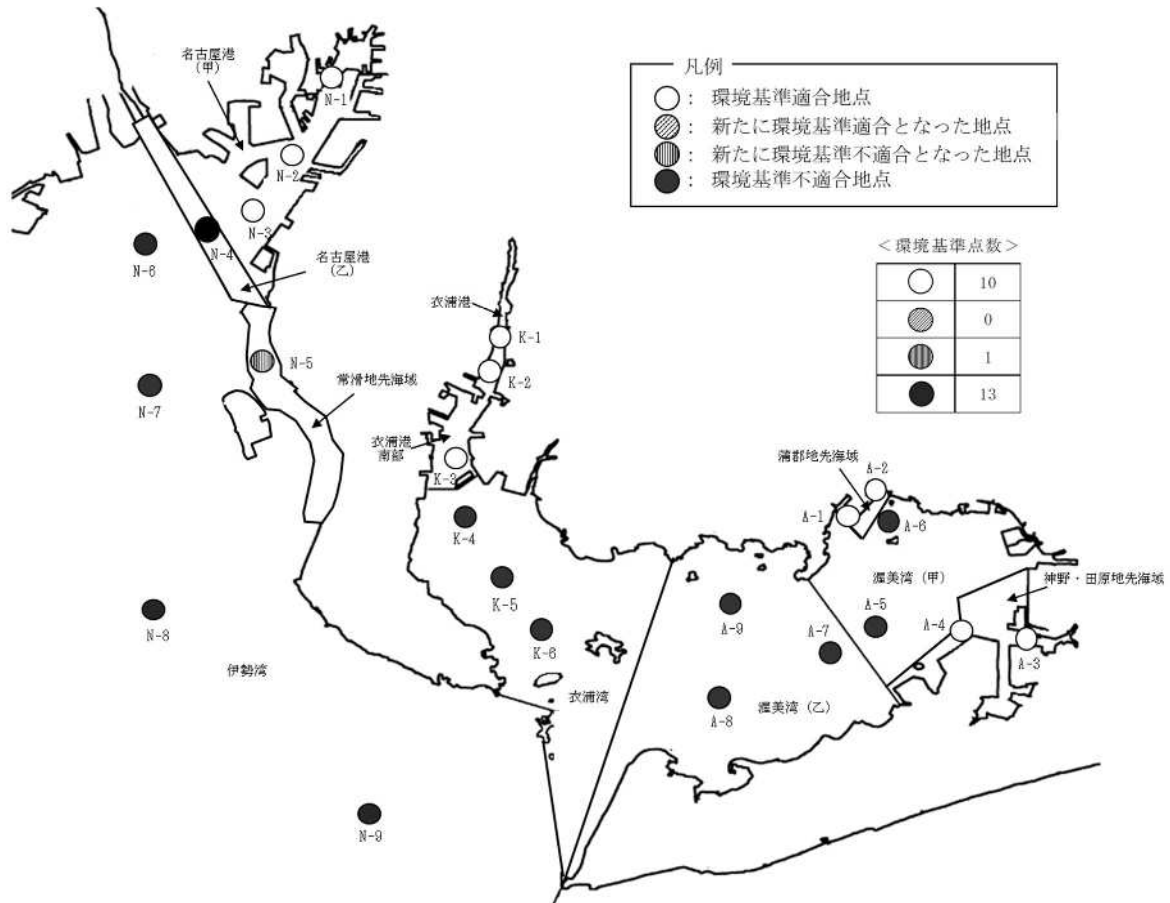 凡例
○： 環境基準適合地点
： 新たに環境基準適合となった地点
： 新たに環境基準不適合となった地点
●： 環境基準不適合地点
＜環境基準点数＞
10
0
1
13
名古屋港
（甲）
N-1
N-2
N-3
N-4
N-6
名古屋港
（乙）
N-5
N-7
常滑地先海域
衣浦港
K-1
K-2
衣浦港
南部
K-3
K-4
K-5
K-6
N-8
伊勢湾
衣浦湾
N-9
蒲郡地先海域
A-2
A-1
A-6
渥美湾（甲）
神野・田原地先海域
A-5
A-4
A-3
A-9
A-7
A-8
渥美湾（乙）